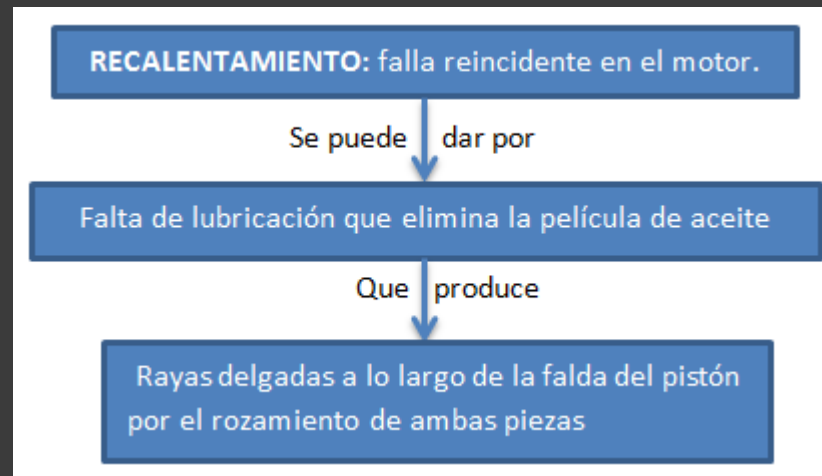 RECALENTAMIENTO: falla reincidente en el motor.
Se puede dar por
Falta de lubricación que elimina la película de aceite
Que produce
Rayas delgadas a lo largo de la falda del pistón
por el rozamiento de ambas piezas